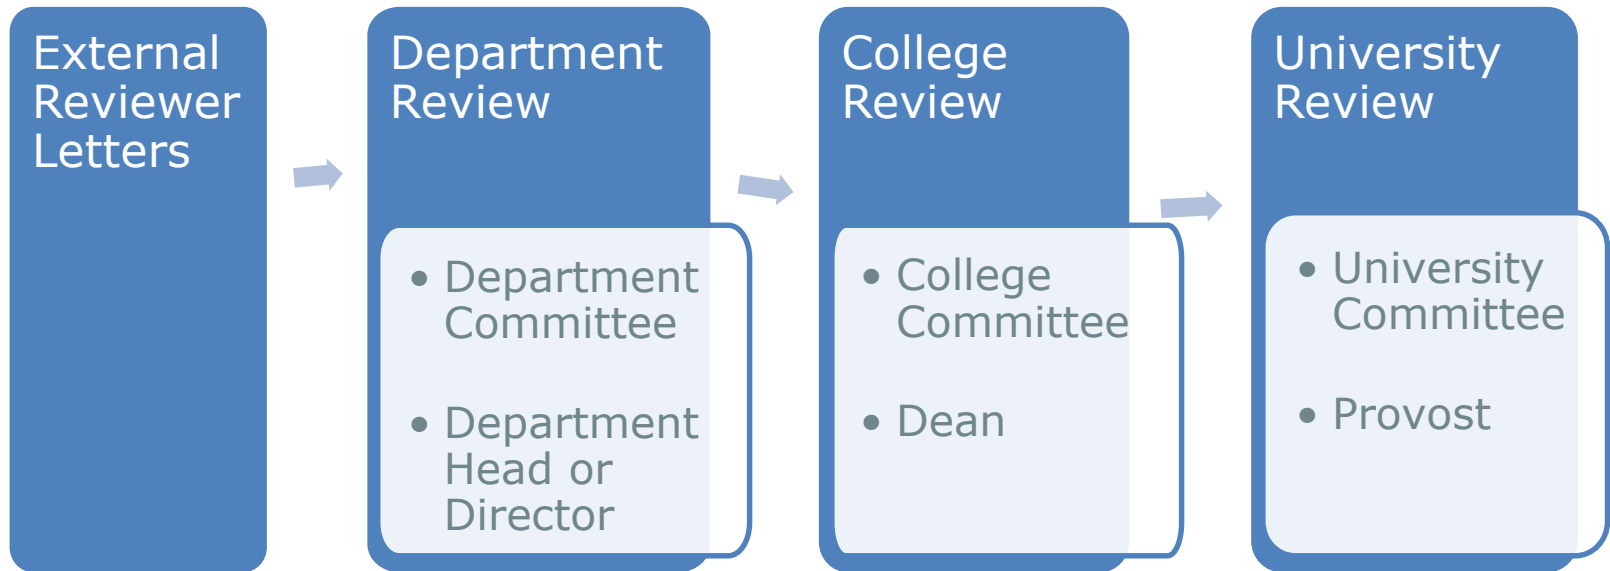 External
Reviewer
Letters
Department
Review
• Department
Committee
• Department
Head or
Director
College
Review
• College
Committee
• Dean
University
Review
• University
Committee
• Provost